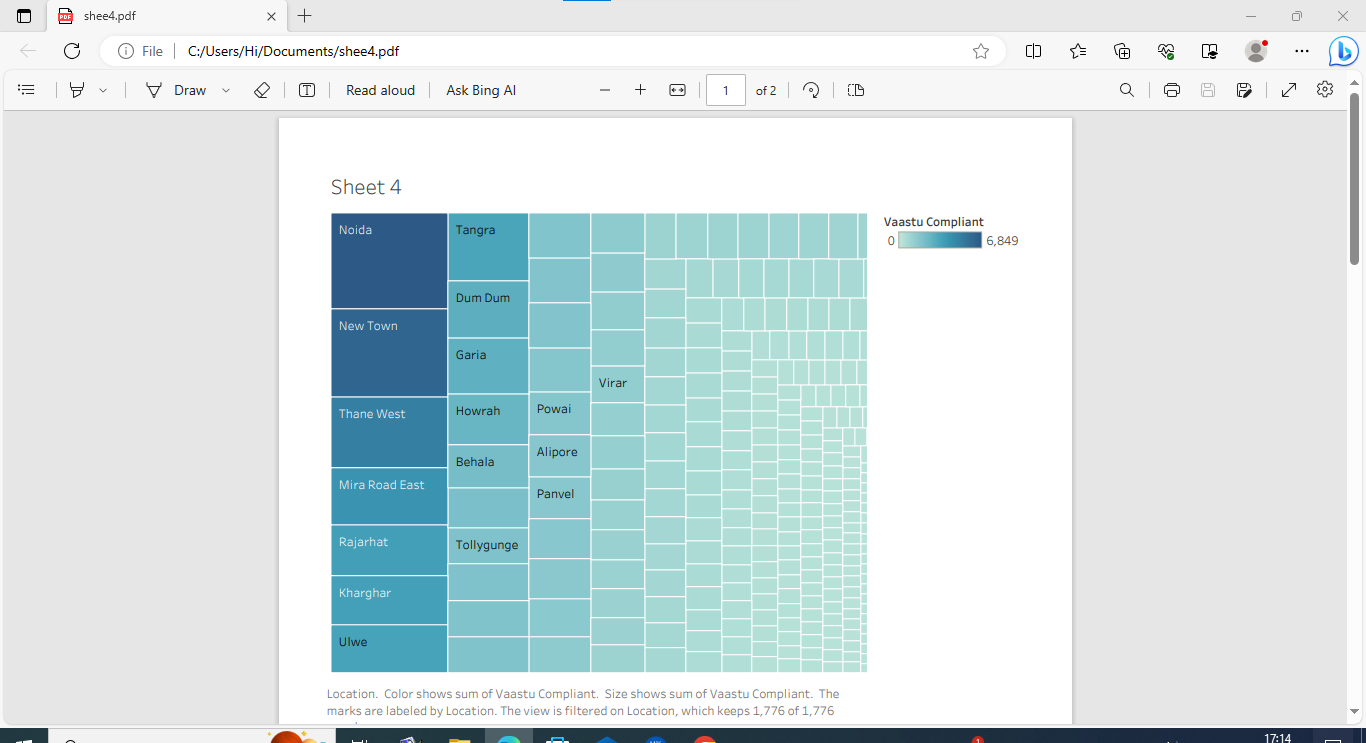 shee4.pdf
File
C:/Users/Hi/Documents/shee4.pdf
Draw
Read aloud
Ask Bing AI
1
of 2
Sheet 4
Noida
New Town
Thane West
Mira Road East
Rajarhat
Kharghar
Ulwe
Tangra
Dum Dum
Garia
Howrah
Behala
Tollygunge
Powai
Alipore
Panvel
Virar
Vaastu Compliant
0 6,849
Location. Color shows sum of Vaastu Compliant. Size shows sum of Vaastu Compliant. The
marks are labeled by Location. The view is filtered on Location, which keeps 1,776 of 1,776
1
17:14